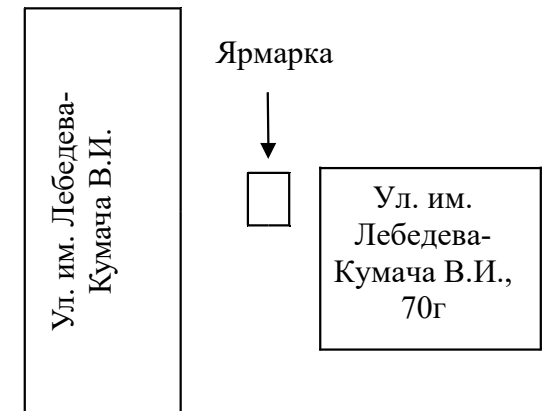 Ярмарка
Ул. им. Лебедева-
Кумача В.И.
Ул. им.
Лебедева-
Кумача В.И.,
70г